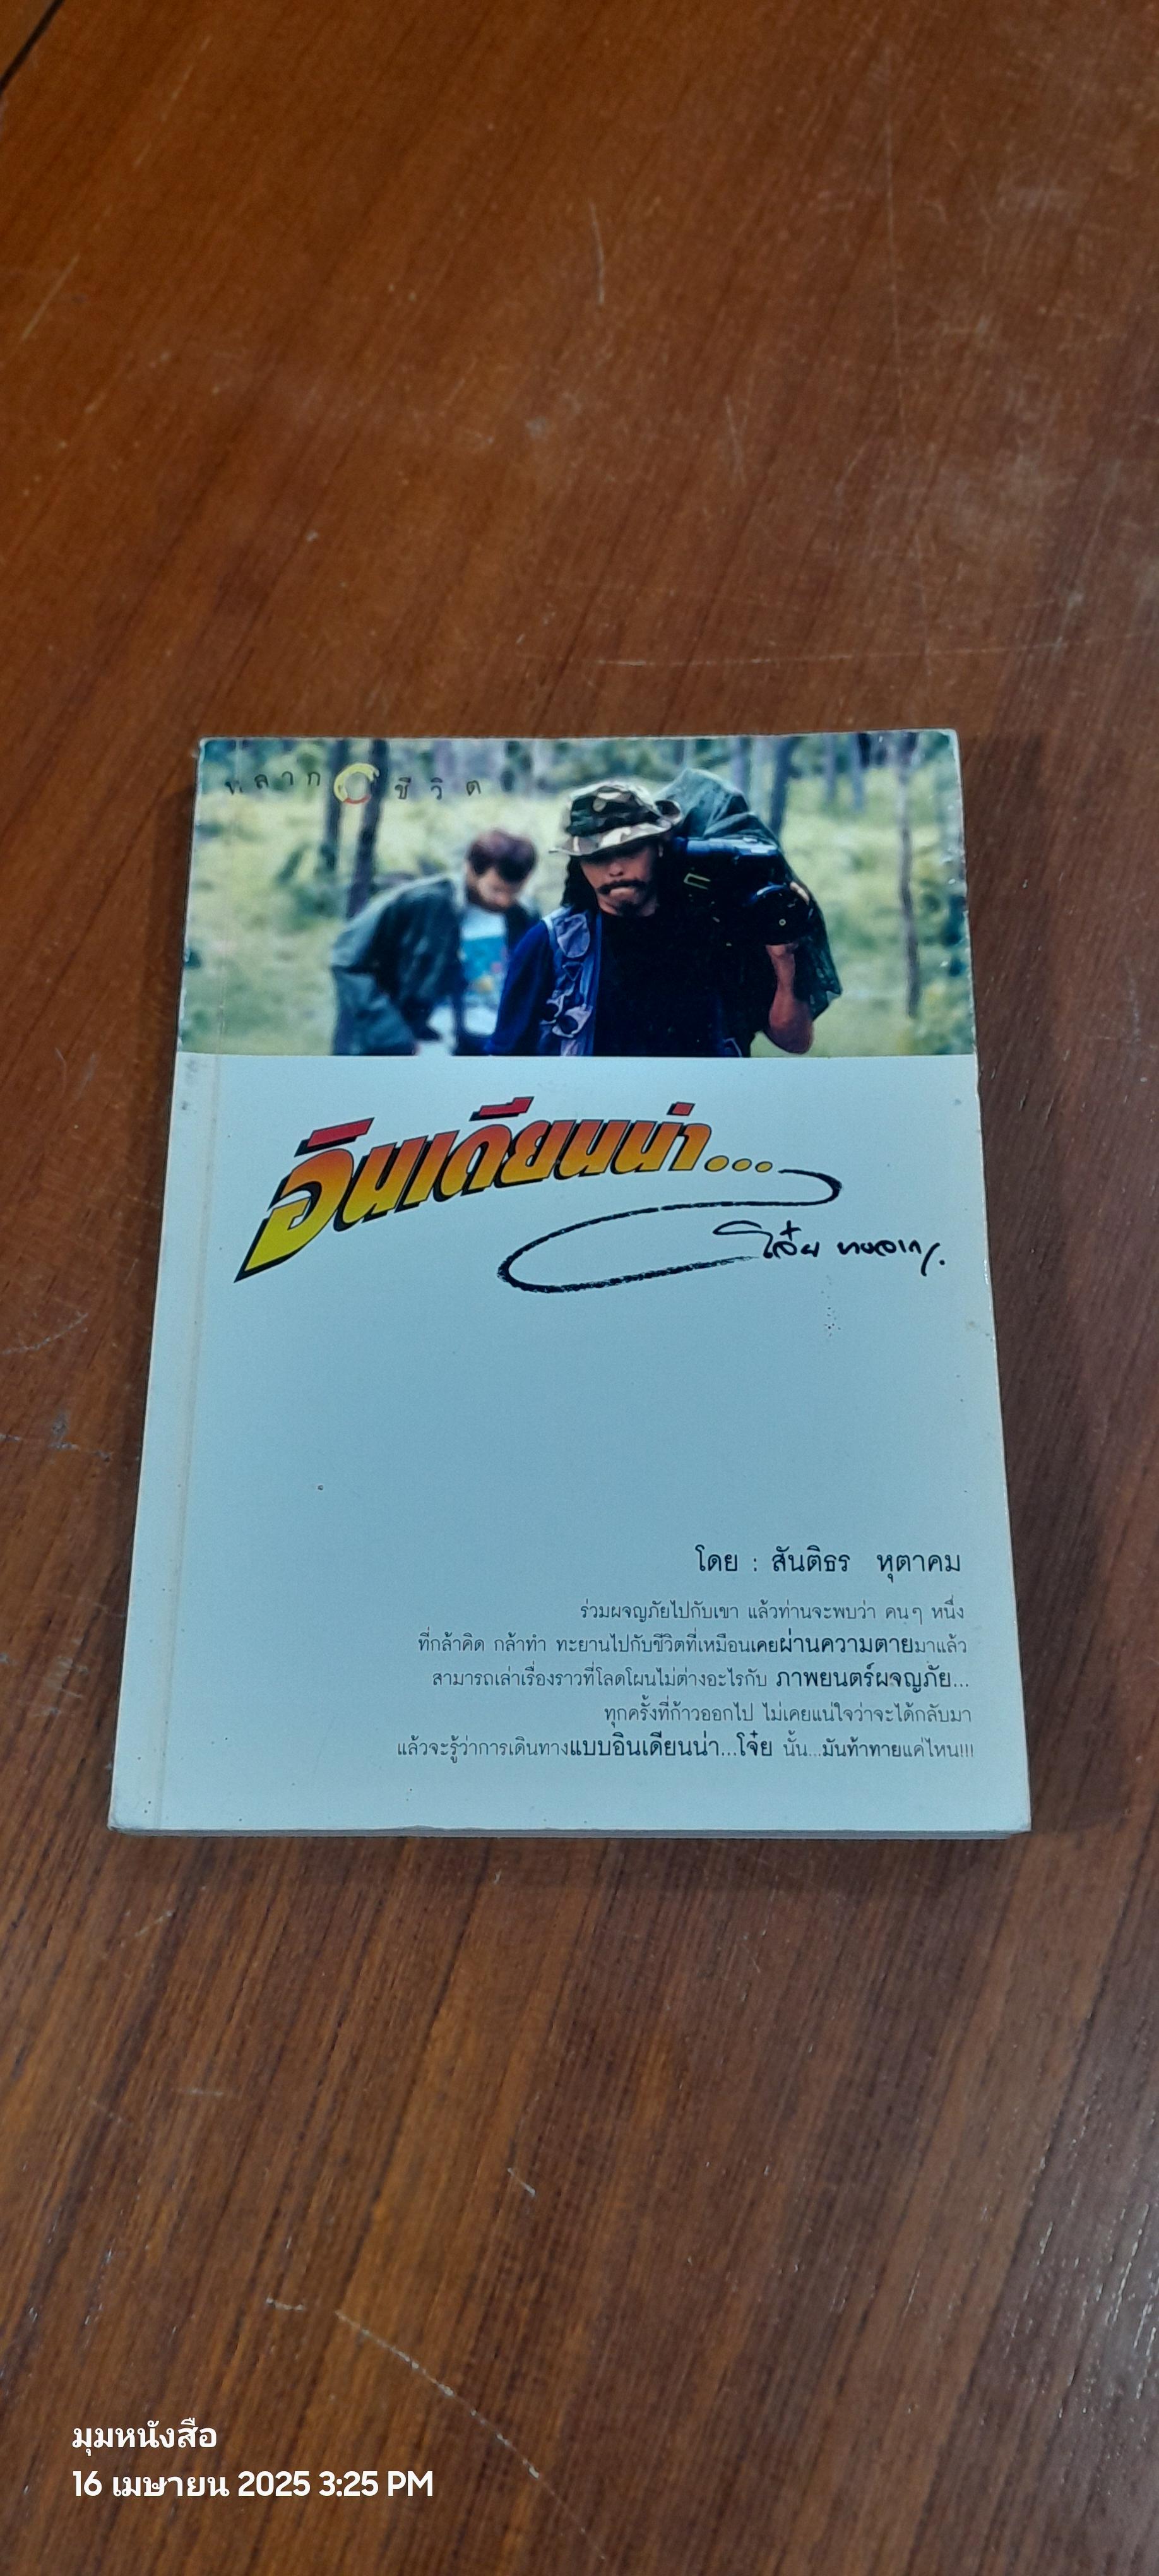 หลาก ชีวิต
อินเดียนน่า...
โจ๋ย บางจาก
โดย : สันติธร หุตาคม
ร่วมผจญภัยไปกับเขา แล้วท่านจะพบว่า คนๆ หนึ่ง
ที่กล้าคิด กล้าทำ ทะยานไปกับชีวิตที่เหมือนเคยผ่านความตายมาแล้ว
สามารถเล่าเรื่องราวที่โลดโผนไม่ต่างอะไรกับ ภาพยนตร์ผจญภัย...
ทุกครั้งที่ก้าวออกไป ไม่เคยแน่ใจว่าจะได้กลับมา
แล้วจะรู้ว่าการเดินทางแบบอินเดียนน่า...โจ๋ย นั้น...มันท้าทายแค่ไหน!!!
มุมหนังสือ
16 เมษายน 2025 3:25 PM